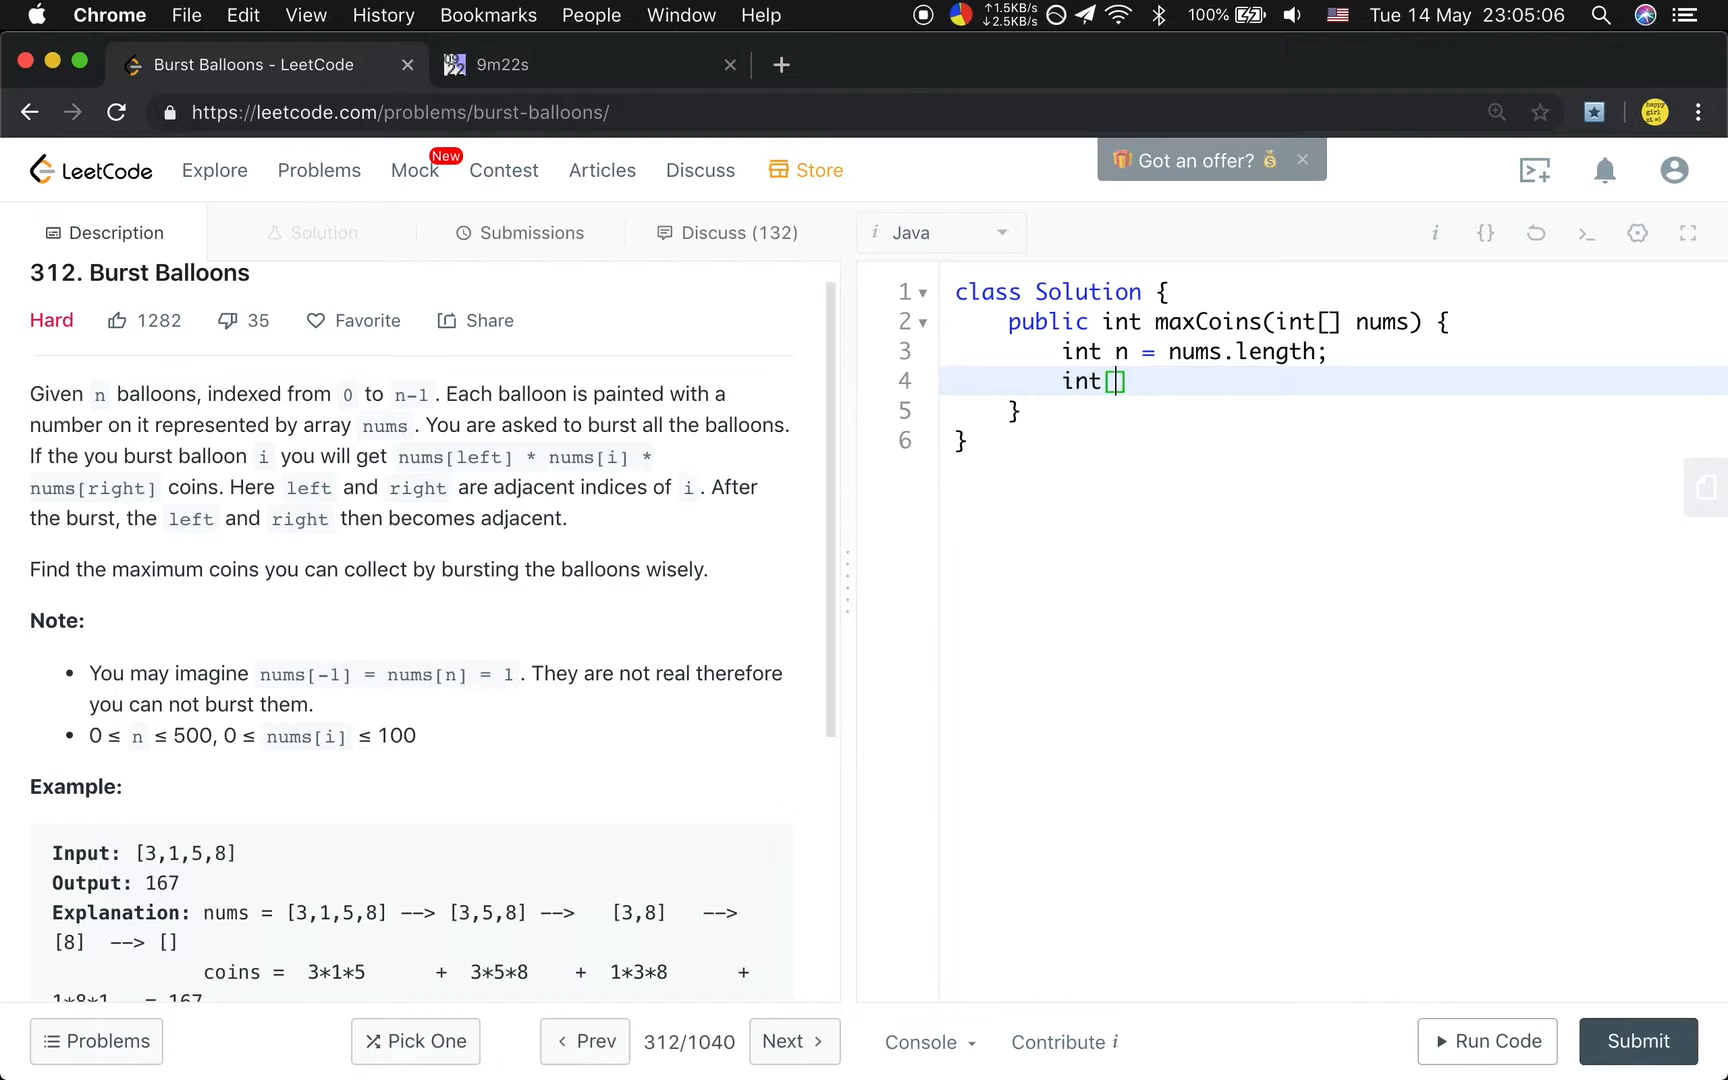 Chrome File Edit View History Bookmarks People Window Help ↑1.5KB/s ↓2.5KB/s 100% Tue 14 May 23:05:06
Burst Balloons - LeetCode 09 22 9m22s
https://leetcode.com/problems/burst-balloons/ happy girl
LeetCode Explore Problems Mock New Contest Articles Discuss Store Got an offer?
Description Solution Submissions Discuss (132) i Java
312. Burst Balloons
Hard 1282 35 Favorite Share
Given n balloons, indexed from 0 to n-1. Each balloon is painted with a
number on it represented by array nums. You are asked to burst all the balloons.
If the you burst balloon i you will get nums[left] * nums[i] *
nums[right] coins. Here left and right are adjacent indices of i. After
the burst, the left and right then becomes adjacent.
Find the maximum coins you can collect by bursting the balloons wisely.
Note:
• You may imagine nums[-1] = nums[n] = 1. They are not real therefore
you can not burst them.
• 0 ≤ n ≤ 500, 0 ≤ nums[i] ≤ 100
Example:
Input: [3,1,5,8]
Output: 167
Explanation: nums = [3,1,5,8] --> [3,5,8] --> [3,8] -->
[8] --> []
coins = 3*1*5 + 3*5*8 + 1*3*8 +
1*8*1 = 167
1 class Solution {
2 public int maxCoins(int[] nums) {
3 int n = nums.length;
4 int[]
5 }
6 }
Problems Pick One < Prev 312/1040 Next > Console Contribute i Run Code Submit